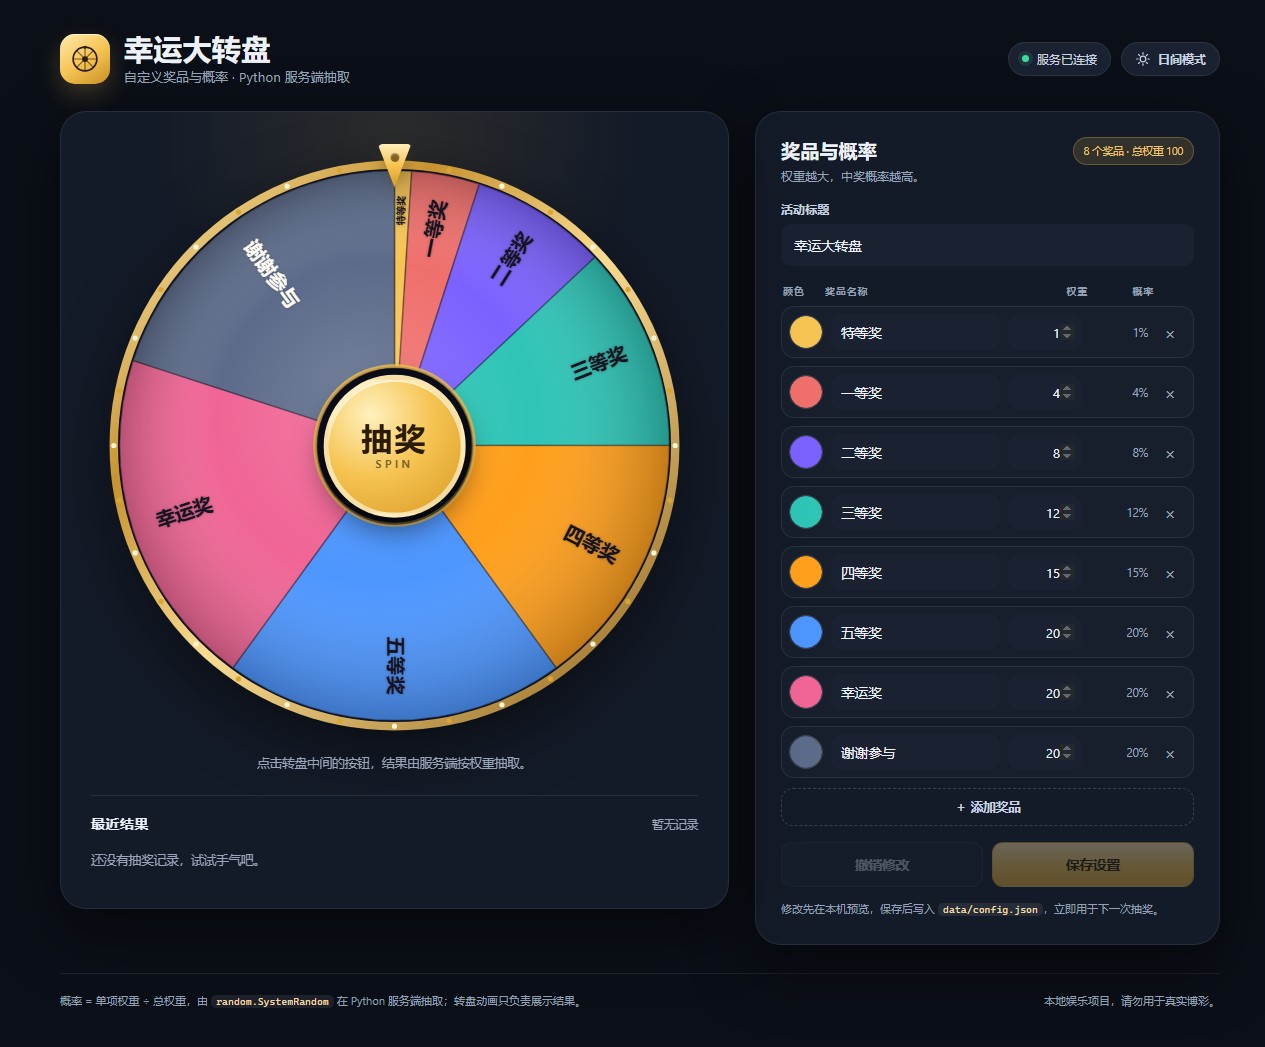 幸运大转盘
自定义奖品与概率 · Python 服务端抽取
服务已连接
日间模式
特等奖
一等奖
二等奖
三等奖
四等奖
五等奖
幸运奖
谢谢参与
抽奖
SPIN
点击转盘中间的按钮，结果由服务端按权重抽取。
最近结果
暂无记录
还没有抽奖记录，试试手气吧。
奖品与概率
8 个奖品 · 总权重 100
权重越大，中奖概率越高。
活动标题
幸运大转盘
颜色 奖品名称 权重 概率
特等奖 1 1% ×
一等奖 4 4% ×
二等奖 8 8% ×
三等奖 12 12% ×
四等奖 15 15% ×
五等奖 20 20% ×
幸运奖 20 20% ×
谢谢参与 20 20% ×
+ 添加奖品
撤销修改
保存设置
修改先在本机预览，保存后写入 data/config.json，立即用于下一次抽奖。
概率 = 单项权重 ÷ 总权重，由 random.SystemRandom 在 Python 服务端抽取；转盘动画只负责展示结果。
本地娱乐项目，请勿用于真实博彩。